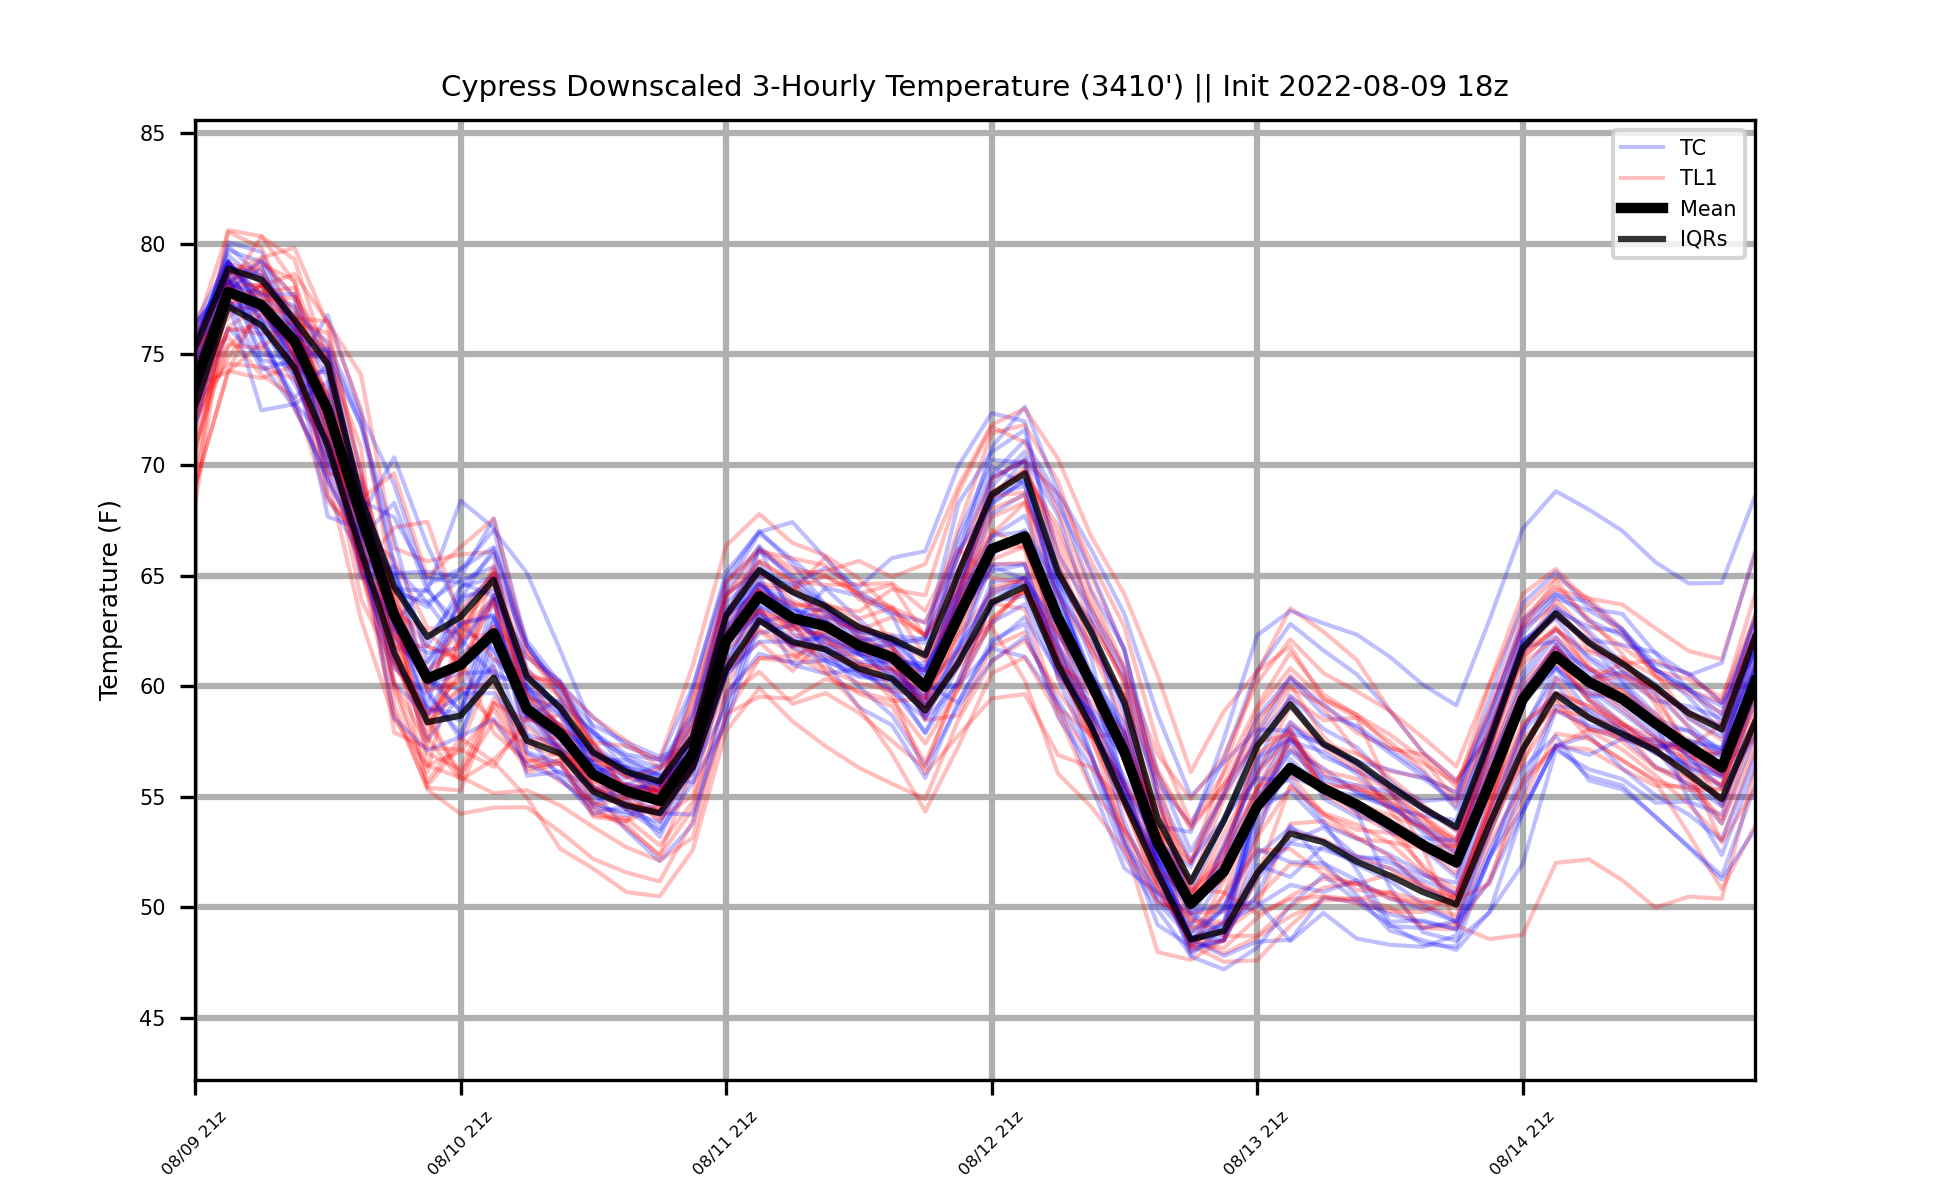 Cypress Downscaled 3-Hourly Temperature (3410') || Init 2022-08-09 18z
TC
TL1
Mean
IQRs
Temperature (F)
85
80
75
70
65
60
55
50
45
08/09 21z
08/10 21z
08/11 21z
08/12 21z
08/13 21z
08/14 21z